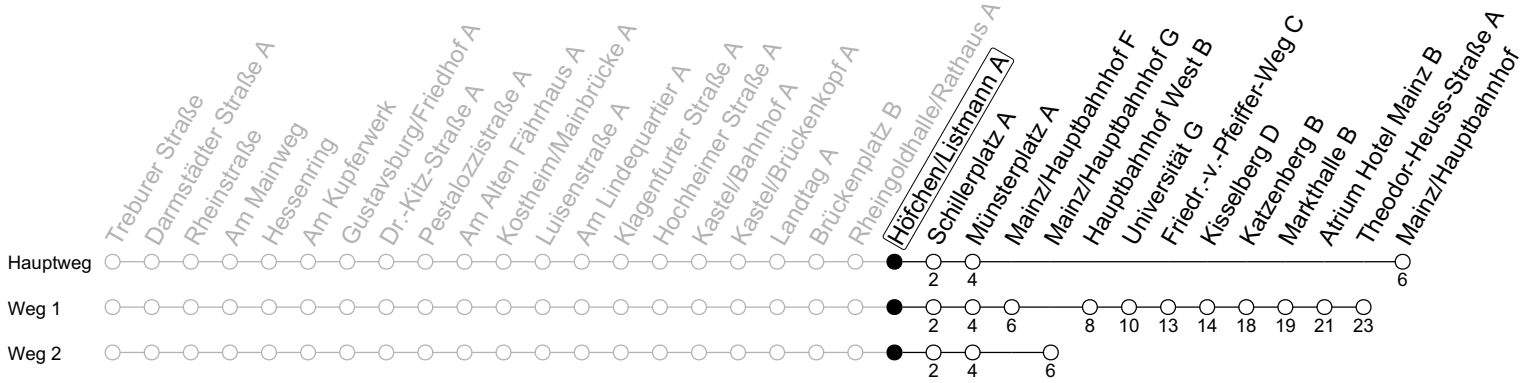 Treburer Straße
Darmstädter Straße A
Rheinstraße
Am Mainweg
Hessenring
Am Kupferwerk
Gustavsburg/Friedhof A
Dr.-Kitz-Straße A
Pestalozzistraße A
Am Alten Fährhaus A
Kostheim/Mainbrücke A
Luisenstraße A
Am Lindequartier A
Klagenfurter Straße A
Hochheimer Straße A
Kastel/Bahnhof A
Kastel/Brückenkopf A
Landtag A
Brückenplatz B
Rheingoldhalle/Rathaus A
Höfchen/Listmann A
Schillerplatz A
Münsterplatz A
Mainz/Hauptbahnhof F
Mainz/Hauptbahnhof G
Hauptbahnhof West B
Universität G
Friedr.-v.-Pfeiffer-Weg C
Kisselberg D
Katzenberg B
Markthalle B
Atrium Hotel Mainz B
Theodor-Heuss-Straße A
Mainz/Hauptbahnhof
Hauptweg
2 4 6
Weg 1
2 4 6 8 10 13 14 18 19 21 23
Weg 2
2 4 6